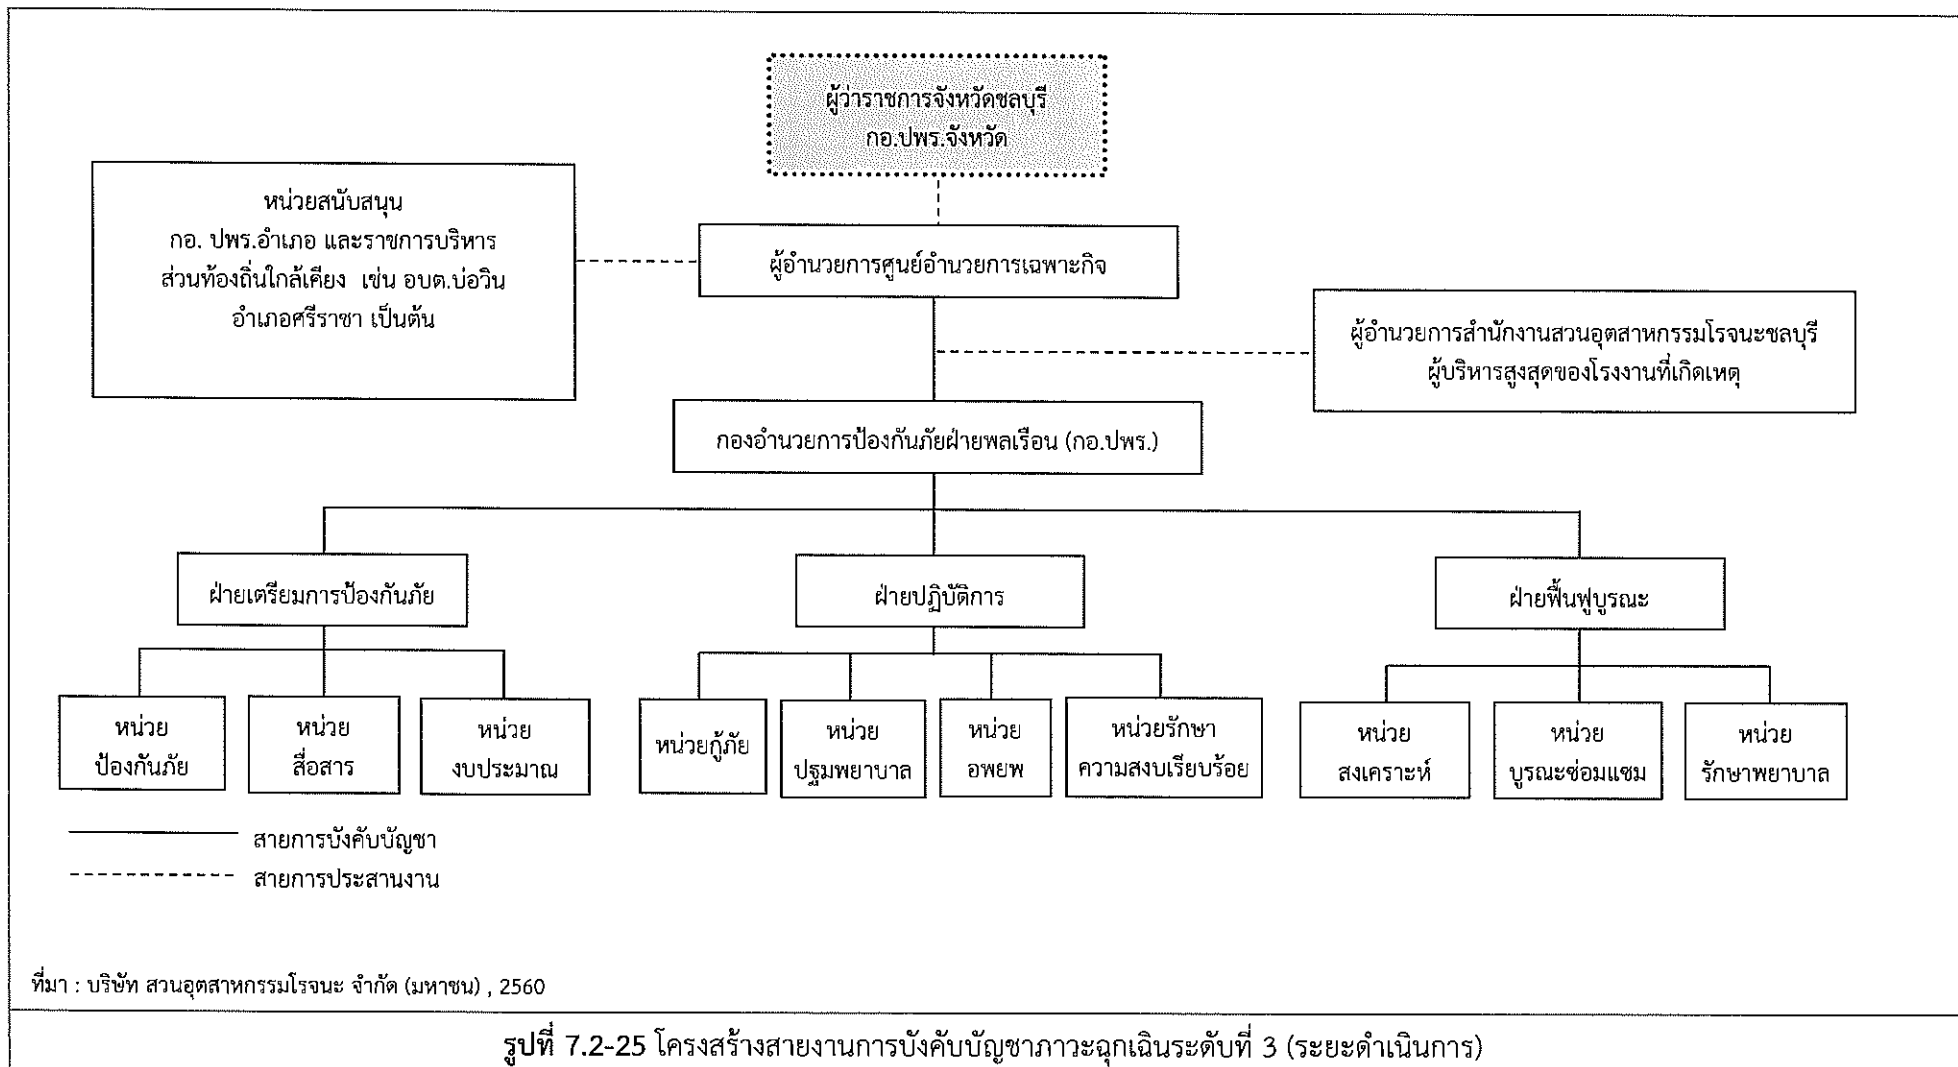 ผู้ว่าราชการจังหวัดชลบุรี
กอ.ปพร.จังหวัด
หน่วยสนับสนุน
กอ. ปพร.อำเภอ และราชการบริหาร
ส่วนท้องถิ่นใกล้เคียง เช่น อบต.บ่อวิน
อำเภอศรีราชา เป็นต้น
ผู้อำนวยการศูนย์อำนวยการเฉพาะกิจ
ผู้อำนวยการสำนักงานสวนอุตสาหกรรมโรจนะชลบุรี
ผู้บริหารสูงสุดของโรงงานที่เกิดเหตุ
กองอำนวยการป้องกันภัยฝ่ายพลเรือน (กอ.ปพร.)
ฝ่ายเตรียมการป้องกันภัย
ฝ่ายปฏิบัติการ
ฝ่ายฟื้นฟูบูรณะ
หน่วย
ป้องกันภัย
หน่วย
สื่อสาร
หน่วย
งบประมาณ
หน่วยกู้ภัย
หน่วย
ปฐมพยาบาล
หน่วย
อพยพ
หน่วยรักษา
ความสงบเรียบร้อย
หน่วย
สงเคราะห์
หน่วย
บูรณะซ่อมแซม
หน่วย
รักษาพยาบาล
สายการบังคับบัญชา
สายการประสานงาน
ที่มา : บริษัท สวนอุตสาหกรรมโรจนะ จำกัด (มหาชน) , 2560
รูปที่ 7.2-25 โครงสร้างสายงานการบังคับบัญชาภาวะฉุกเฉินระดับที่ 3 (ระยะดำเนินการ)